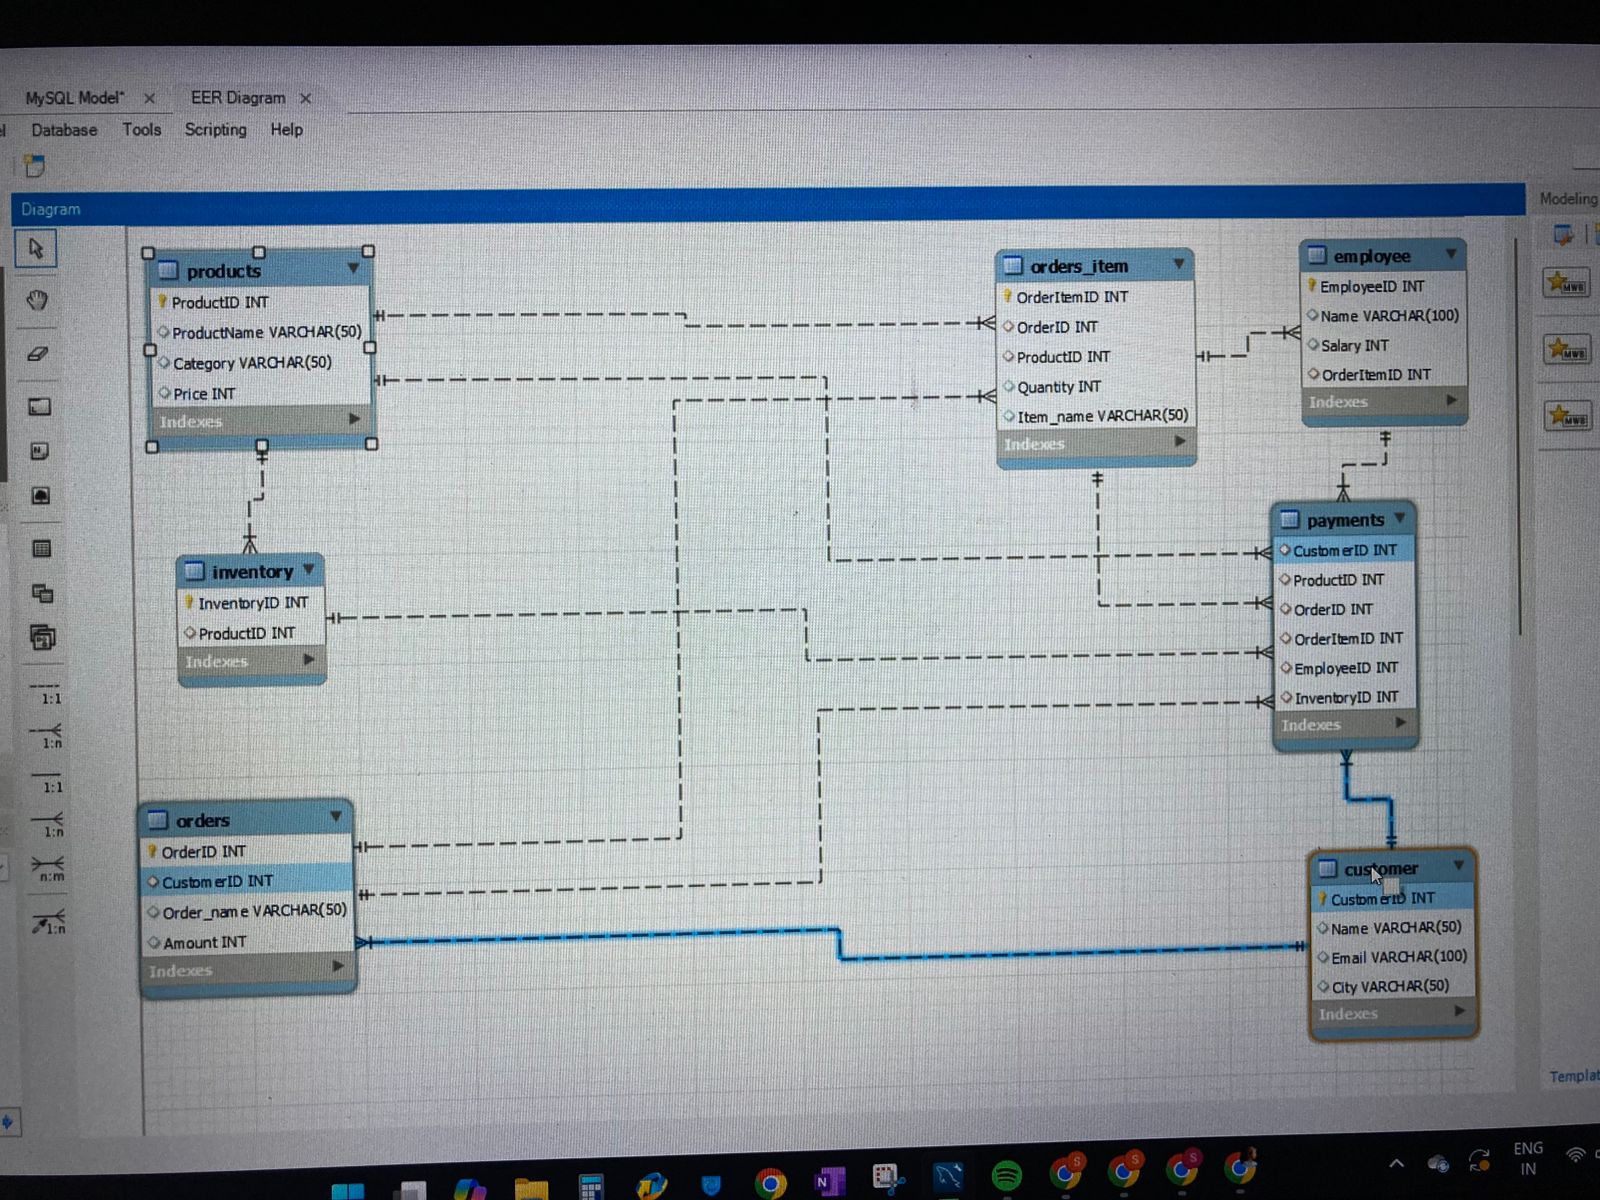 MySQL Model*
EER Diagram
Database Tools Scripting Help
Diagram
Modeling
products
ProductID INT
ProductName VARCHAR(50)
Category VARCHAR(50)
Price INT
Indexes
orders_item
OrderItemID INT
OrderID INT
ProductID INT
Quantity INT
Item_name VARCHAR(50)
Indexes
employee
EmployeeID INT
Name VARCHAR(100)
Salary INT
OrderItemID INT
Indexes
inventory
InventoryID INT
ProductID INT
Indexes
payments
CustomerID INT
ProductID INT
OrderID INT
OrderItemID INT
EmployeeID INT
InventoryID INT
Indexes
orders
OrderID INT
CustomerID INT
Order_name VARCHAR(50)
Amount INT
Indexes
customer
CustomerID INT
Name VARCHAR(50)
Email VARCHAR(100)
City VARCHAR(50)
Indexes
1:1
1:n
1:1
1:n
n:m
1:n
MWB
MWB
MWB
Templat
N
S
S
S
ENG
IN